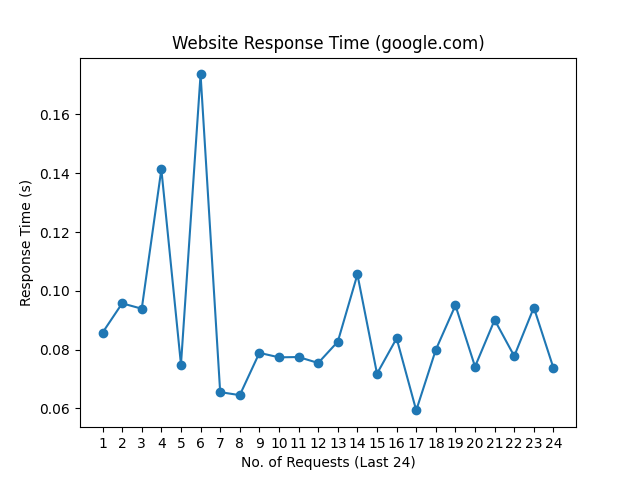 Website Response Time (google.com)
0.16
0.14
0.12
0.10
0.08
0.06
Response Time (s)
1 2 3 4 5 6 7 8 9 10 11 12 13 14 15 16 17 18 19 20 21 22 23 24
No. of Requests (Last 24)